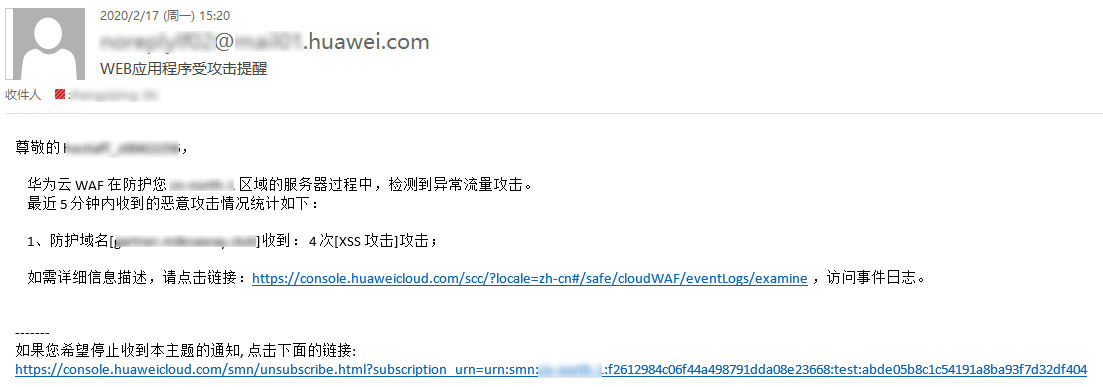 2020/2/17 (周一) 15:20
@ .huawei.com
WEB应用程序受攻击提醒
收件人
尊敬的 ，
华为云 WAF 在防护您 区域的服务器过程中，检测到异常流量攻击。
最近 5 分钟内收到的恶意攻击情况统计如下：
1、防护域名[ ]收到：4 次[XSS 攻击]攻击；
如需详细信息描述，请点击链接：https://console.huaweicloud.com/scc/?locale=zh-cn#/safe/cloudWAF/eventLogs/examine ，访问事件日志。
-------
如果您希望停止收到本主题的通知, 点击下面的链接:
https://console.huaweicloud.com/smn/unsubscribe.html?subscription_urn=urn:smn: :f2612984c06f44a498791dda08e23668:test:abde05b8c1c54191a8ba93f7d32df404